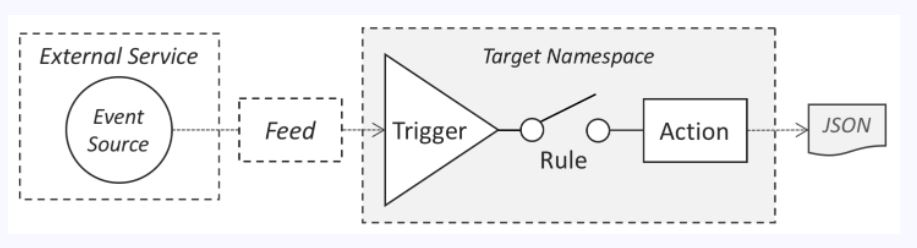 External Service
Event
Source
Feed
Target Namespace
Trigger
Rule
Action
JSON